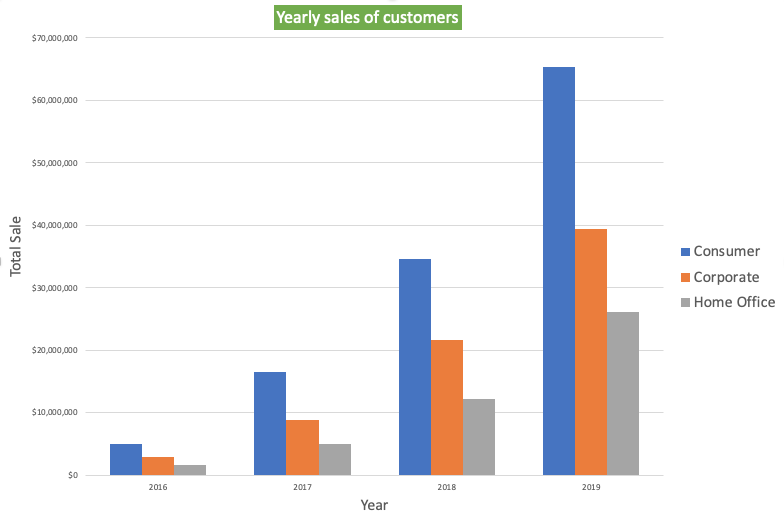 Yearly sales of customers
$70,000,000
$60,000,000
$50,000,000
$40,000,000
$30,000,000
$20,000,000
$10,000,000
$0
Total Sale
2016
2017
2018
2019
Year
Consumer
Corporate
Home Office